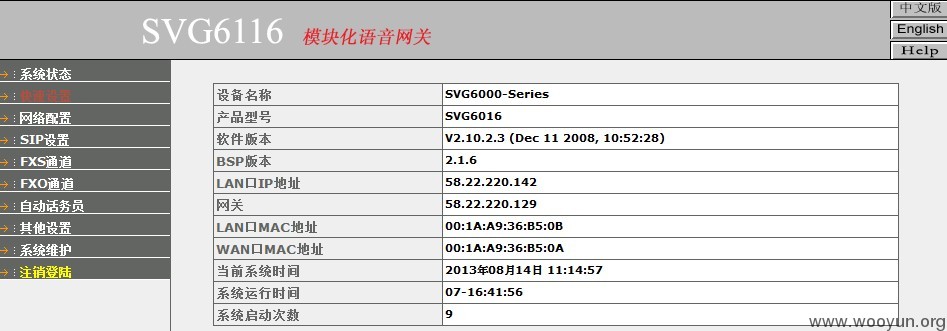 SVG6116 模块化语音网关
中文版
English
Help
系统状态
快速设置
网络配置
SIP设置
FXS通道
FXO通道
自动话务员
其他设置
系统维护
注销登陆
设备名称 SVG6000-Series
产品型号 SVG6016
软件版本 V2.10.2.3 (Dec 11 2008, 10:52:28)
BSP版本 2.1.6
LAN口IP地址 58.22.220.142
网关 58.22.220.129
LAN口MAC地址 00:1A:A9:36:B5:0B
WAN口MAC地址 00:1A:A9:36:B5:0A
当前系统时间 2013年08月14日 11:14:57
系统运行时间 07-16:41:56
系统启动次数 9
www.wooyun.org